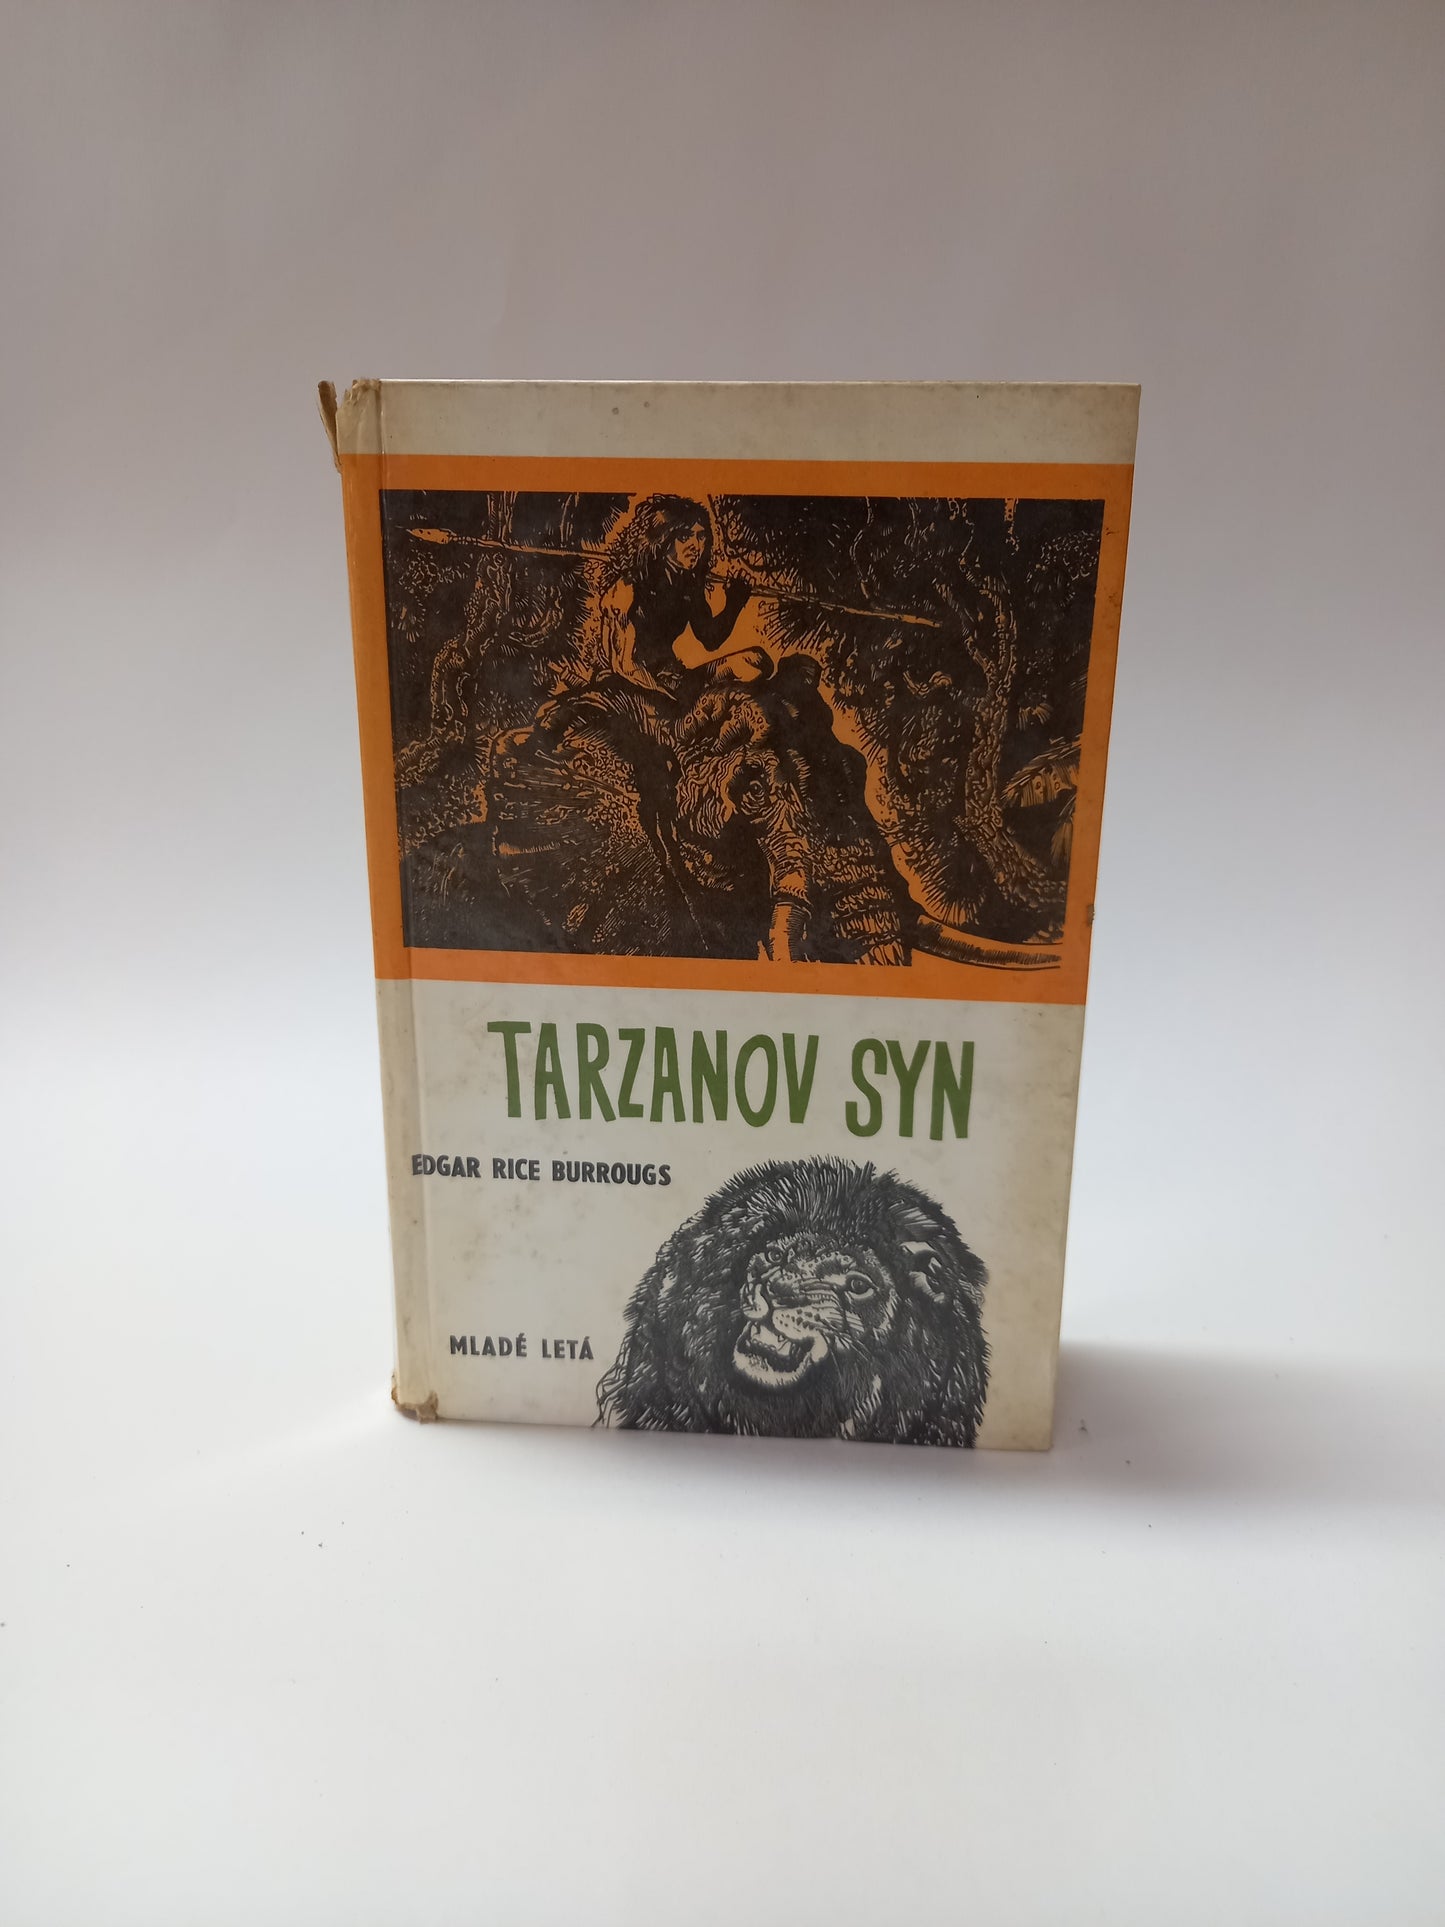 TARZANOV SYN
EDGAR RICE BURROUGS
MLADÉ LETÁ